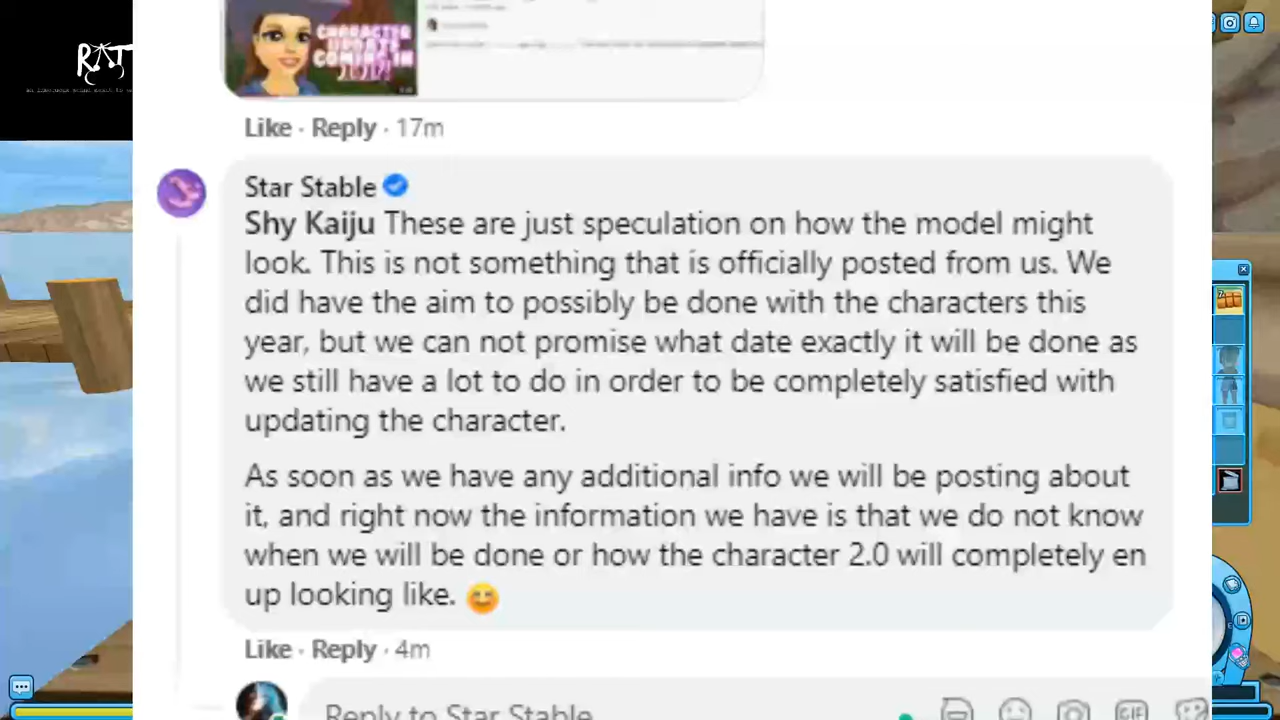 CHARACTER
UPDATE
COMING IN
Like · Reply · 17m
Star Stable
Shy Kaiju These are just speculation on how the model might
look. This is not something that is officially posted from us. We
did have the aim to possibly be done with the characters this
year, but we can not promise what date exactly it will be done as
we still have a lot to do in order to be completely satisfied with
updating the character.
As soon as we have any additional info we will be posting about
it, and right now the information we have is that we do not know
when we will be done or how the character 2.0 will completely en
up looking like. 😊
Like · Reply · 4m
Reply to Star Stable
GIF